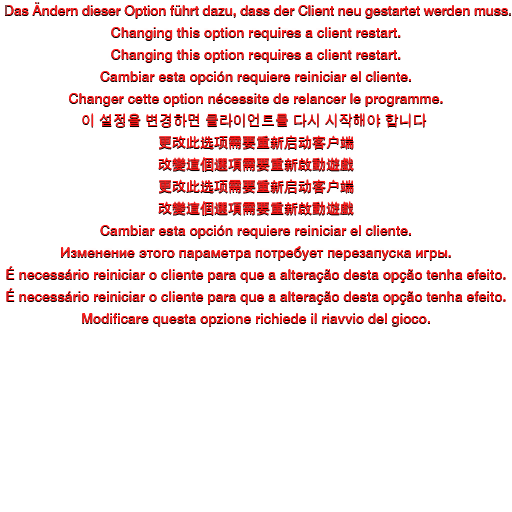 Das Ändern dieser Option führt dazu, dass der Client neu gestartet werden muss.
Changing this option requires a client restart.
Changing this option requires a client restart.
Cambiar esta opción requiere reiniciar el cliente.
Changer cette option nécessite de relancer le programme.
이 설정을 변경하면 클라이언트를 다시 시작해야 합니다
更改此选项需要重新启动客户端
改變這個選項需要重新啟動遊戲
更改此选项需要重新启动客户端
改變這個選項需要重新啟動遊戲
Cambiar esta opción requiere reiniciar el cliente.
Изменение этого параметра потребует перезапуска игры.
É necessário reiniciar o cliente para que a alteração desta opção tenha efeito.
É necessário reiniciar o cliente para que a alteração desta opção tenha efeito.
Modificare questa opzione richiede il riavvio del gioco.